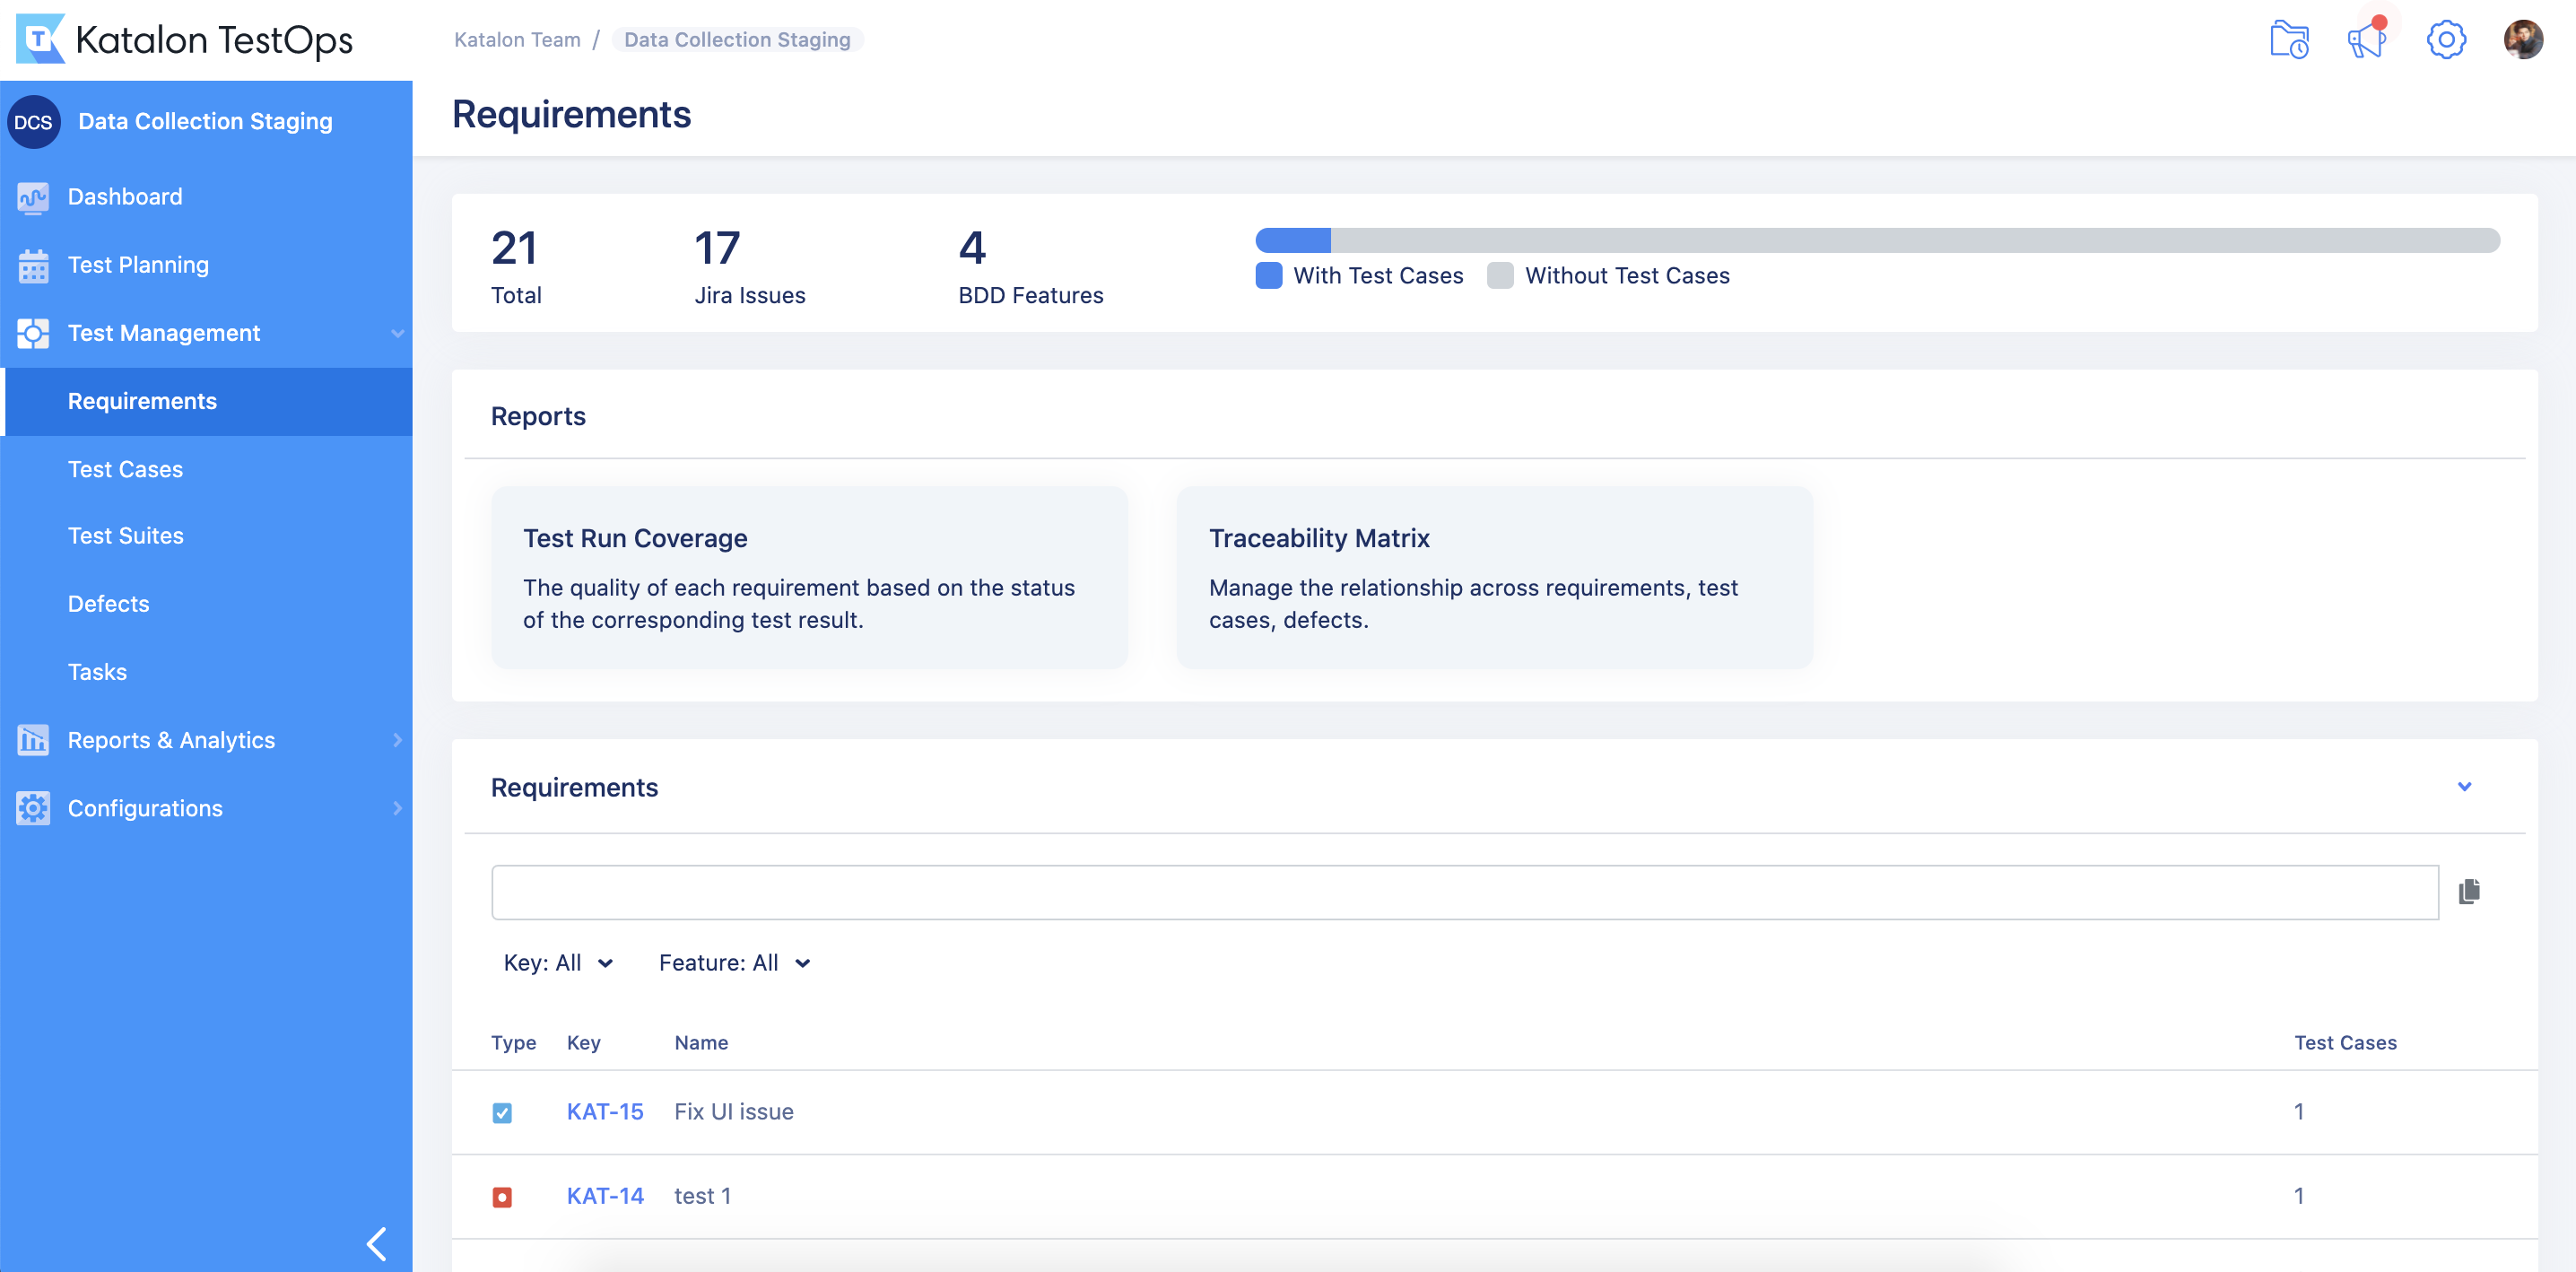 Katalon TestOps
Katalon Team / Data Collection Staging
DCS Data Collection Staging
Dashboard
Test Planning
Test Management
Requirements
Test Cases
Test Suites
Defects
Tasks
Reports & Analytics
Configurations
Requirements
21
Total
17
Jira Issues
4
BDD Features
With Test Cases
Without Test Cases
Reports
Test Run Coverage
The quality of each requirement based on the status
of the corresponding test result.
Traceability Matrix
Manage the relationship across requirements, test
cases, defects.
Requirements
Key: All
Feature: All
Type Key Name Test Cases
KAT-15 Fix UI issue 1
KAT-14 test 1 1